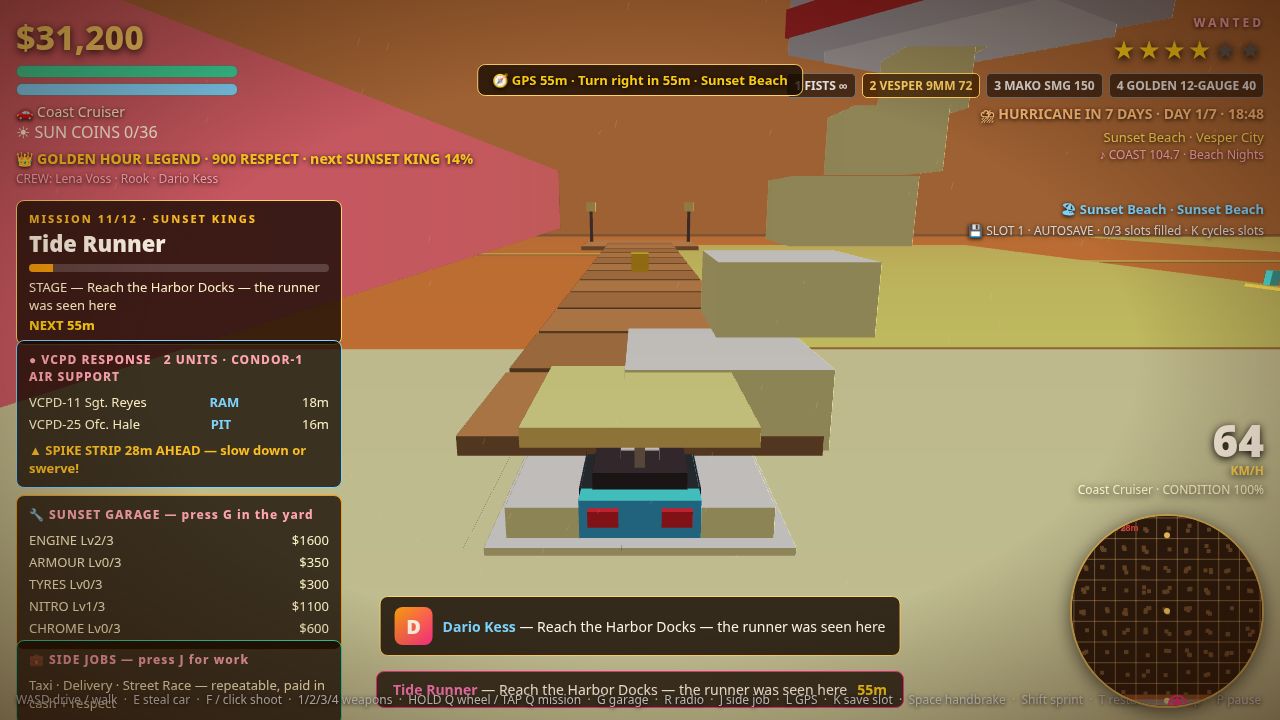 $31,200
🚗 Coast Cruiser
☀ SUN COINS 0/36
👑 GOLDEN HOUR LEGEND · 900 RESPECT · next SUNSET KING 14%
CREW: Lena Voss · Rook · Dario Kess
MISSION 11/12 · SUNSET KINGS
Tide Runner
STAGE — Reach the Harbor Docks — the runner
was seen here
NEXT 55m
● VCPD RESPONSE 2 UNITS · CONDOR-1
AIR SUPPORT
VCPD-11 Sgt. Reyes RAM 18m
VCPD-25 Ofc. Hale PIT 16m
▲ SPIKE STRIP 28m AHEAD — slow down or
swerve!
🔧 SUNSET GARAGE — press G in the yard
ENGINE Lv2/3 $1600
ARMOUR Lv0/3 $350
TYRES Lv0/3 $300
NITRO Lv1/3 $1100
CHROME Lv0/3 $600
💼 SIDE JOBS — press J for work
Taxi · Delivery · Street Race — repeatable, paid in
cash + respect
🧭 GPS 55m · Turn right in 55m · Sunset Beach
WANTED
★★★★★★
FISTS ∞
2 VESPER 9MM 72
3 MAKO SMG 150
4 GOLDEN 12-GAUGE 40
⛈ HURRICANE IN 7 DAYS · DAY 1/7 · 18:48
Sunset Beach · Vesper City
♪ COAST 104.7 · Beach Nights
🏖 Sunset Beach · Sunset Beach
💾 SLOT 1 · AUTOSAVE · 0/3 slots filled · K cycles slots
64
KM/H
Coast Cruiser · CONDITION 100%
28m
D
Dario Kess — Reach the Harbor Docks — the runner was seen here
Tide Runner — Reach the Harbor Docks — the runner was seen here 55m
WASD drive / walk · E steal car · F / click shoot · 1/2/3/4 weapons · HOLD Q wheel / TAP Q mission · G garage · R radio · J side job · L GPS · K save slot · Space handbrake · Shift sprint · T P pause